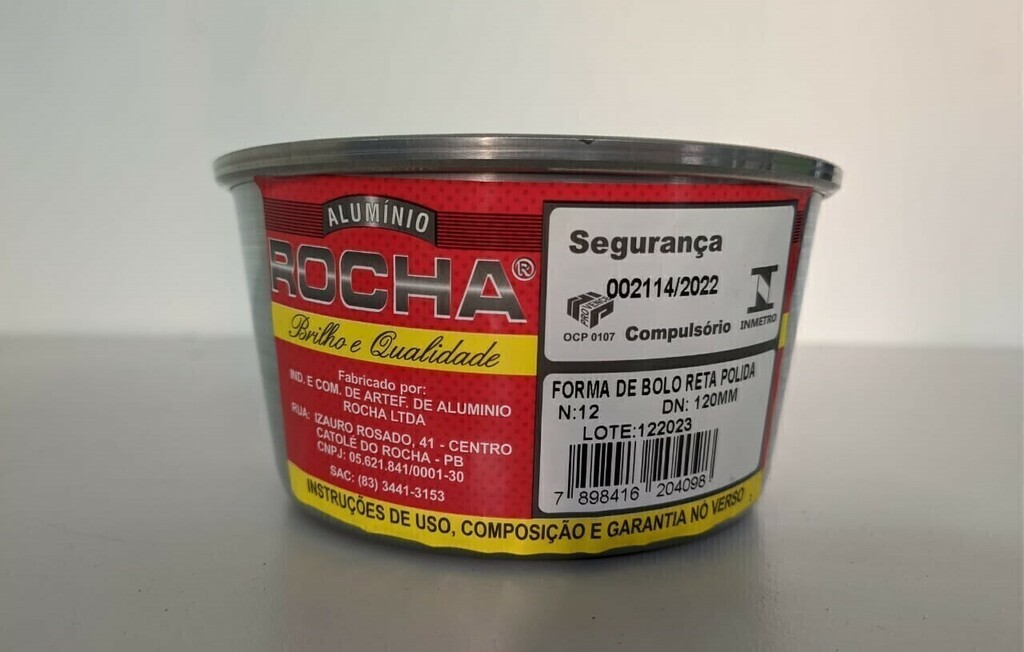 ALUMÍNIO
ROCHA®
Brilho e Qualidade
Fabricado por:
IND. E COM. DE ARTEF. DE ALUMINIO
ROCHA LTDA
RUA: IZAURO ROSADO, 41 - CENTRO
CATOLÉ DO ROCHA - PB
CNPJ: 05.621.841/0001-30
SAC: (83) 3441-3153
INSTRUÇÕES DE USO, COMPOSIÇÃO E GARANTIA NO VERSO
Segurança
002114/2022
OCP 0107
Compulsório
INMETRO
FORMA DE BOLO RETA POLIDA
N:12 DN: 120MM
LOTE:122023
7 898416 204098